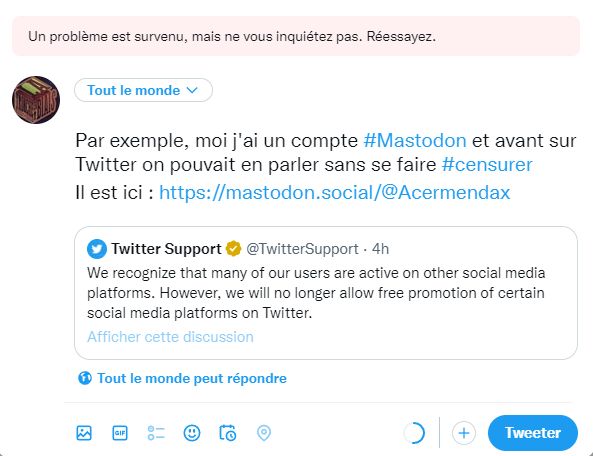 Un problème est survenu, mais ne vous inquiétez pas. Réessayez.
Tout le monde
Par exemple, moi j'ai un compte #Mastodon et avant sur
Twitter on pouvait en parler sans se faire #censurer
Il est ici : https://mastodon.social/@Acermendax
Twitter Support @TwitterSupport · 4h
We recognize that many of our users are active on other social media
platforms. However, we will no longer allow free promotion of certain
social media platforms on Twitter.
Afficher cette discussion
Tout le monde peut répondre
GIF
Tweeter